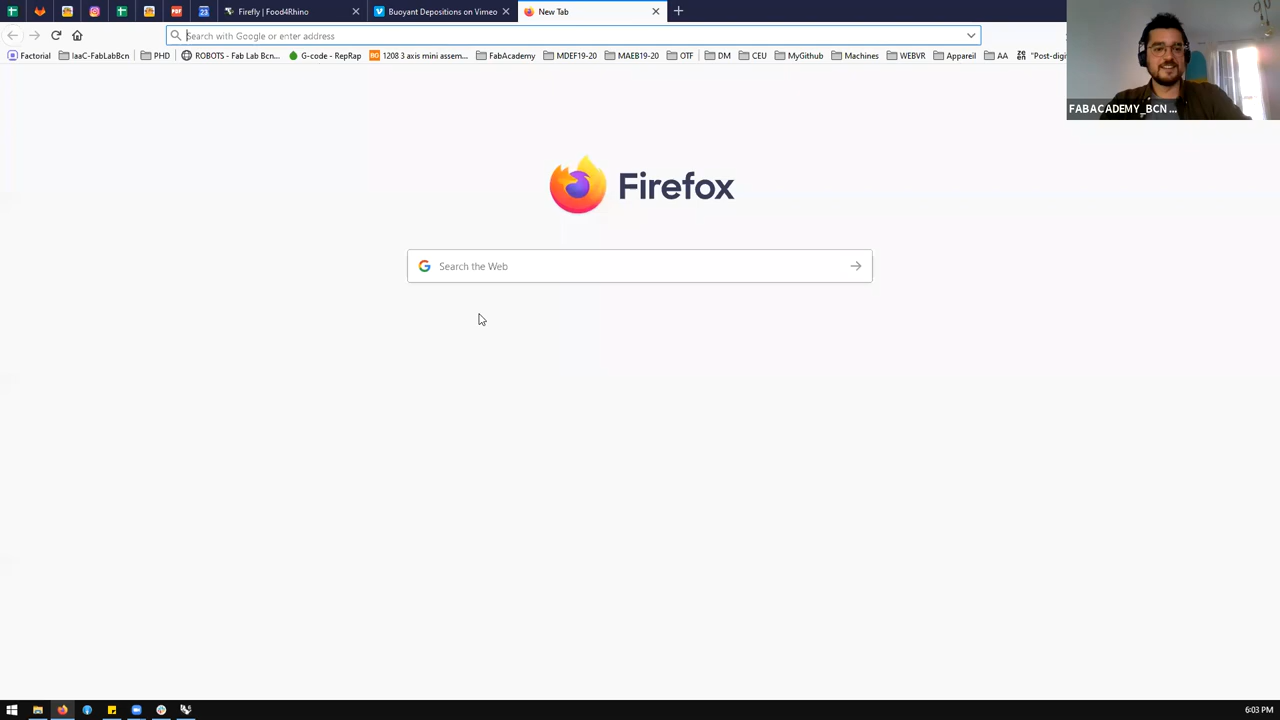 Firefly | Food4Rhino
Buoyant Depositions on Vimeo
New Tab
Search with Google or enter address
Factorial
IaaC-FabLabBcn
PHD
ROBOTS - Fab Lab Bcn...
G-code - RepRap
1208 3 axis mini assem...
FabAcademy
MDEF19-20
MAEB19-20
OTF
DM
CEU
MyGithub
Machines
WEBVR
Appareil
AA
"Post-digi
FABACADEMY_BCN ...
Firefox
Search the Web
6:03 PM